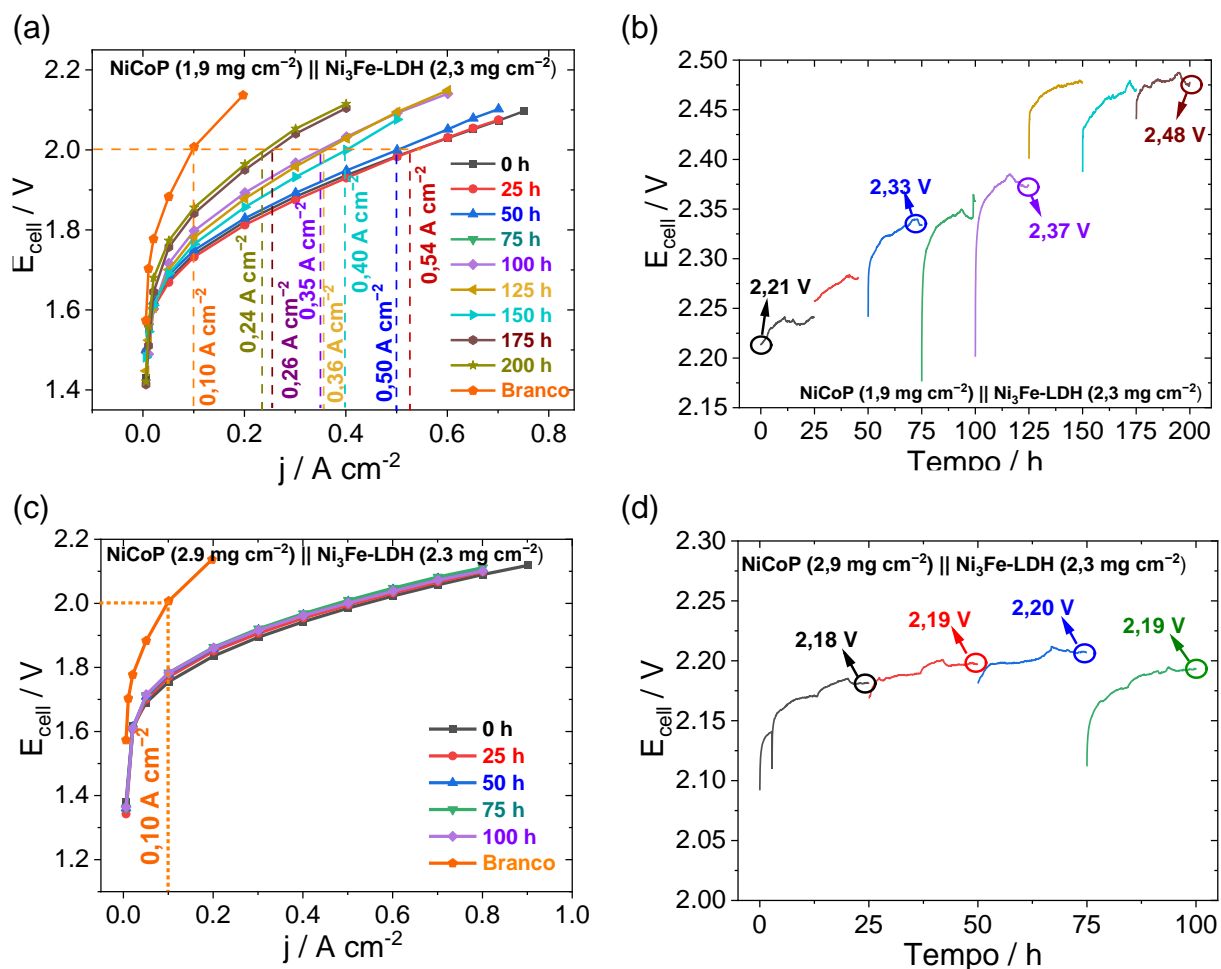 (a)
NiCoP (1,9 mg cm⁻²) || Ni₃Fe-LDH (2,3 mg cm⁻²)
2.2
2.0
1.8
1.6
1.4
E_cell / V
0 h
25 h
50 h
75 h
100 h
125 h
150 h
175 h
200 h
Branco
0,10 A cm⁻²
0,24 A cm⁻²
0,26 A cm⁻²
0,35 A cm⁻²
0,36 A cm⁻²
0,40 A cm⁻²
0,50 A cm⁻²
0,54 A cm⁻²
0.0 0.2 0.4 0.6 0.8
j / A cm⁻²
(b)
2.50
2.45
2.40
2.35
2.30
2.25
2.20
2.15
E_cell / V
2,21 V
2,33 V
2,37 V
2,48 V
NiCoP (1,9 mg cm⁻²) || Ni₃Fe-LDH (2,3 mg cm⁻²)
0 25 50 75 100 125 150 175 200
Tempo / h
(c)
NiCoP (2.9 mg cm⁻²) || Ni₃Fe-LDH (2.3 mg cm⁻²)
2.2
2.0
1.8
1.6
1.4
1.2
E_cell / V
0,10 A cm⁻²
0 h
25 h
50 h
75 h
100 h
Branco
0.0 0.2 0.4 0.6 0.8 1.0
j / A cm⁻²
(d)
NiCoP (2,9 mg cm⁻²) || Ni₃Fe-LDH (2,3 mg cm⁻²)
2.30
2.25
2.20
2.15
2.10
2.05
2.00
E_cell / V
2,18 V
2,19 V
2,20 V
2,19 V
0 25 50 75 100
Tempo / h